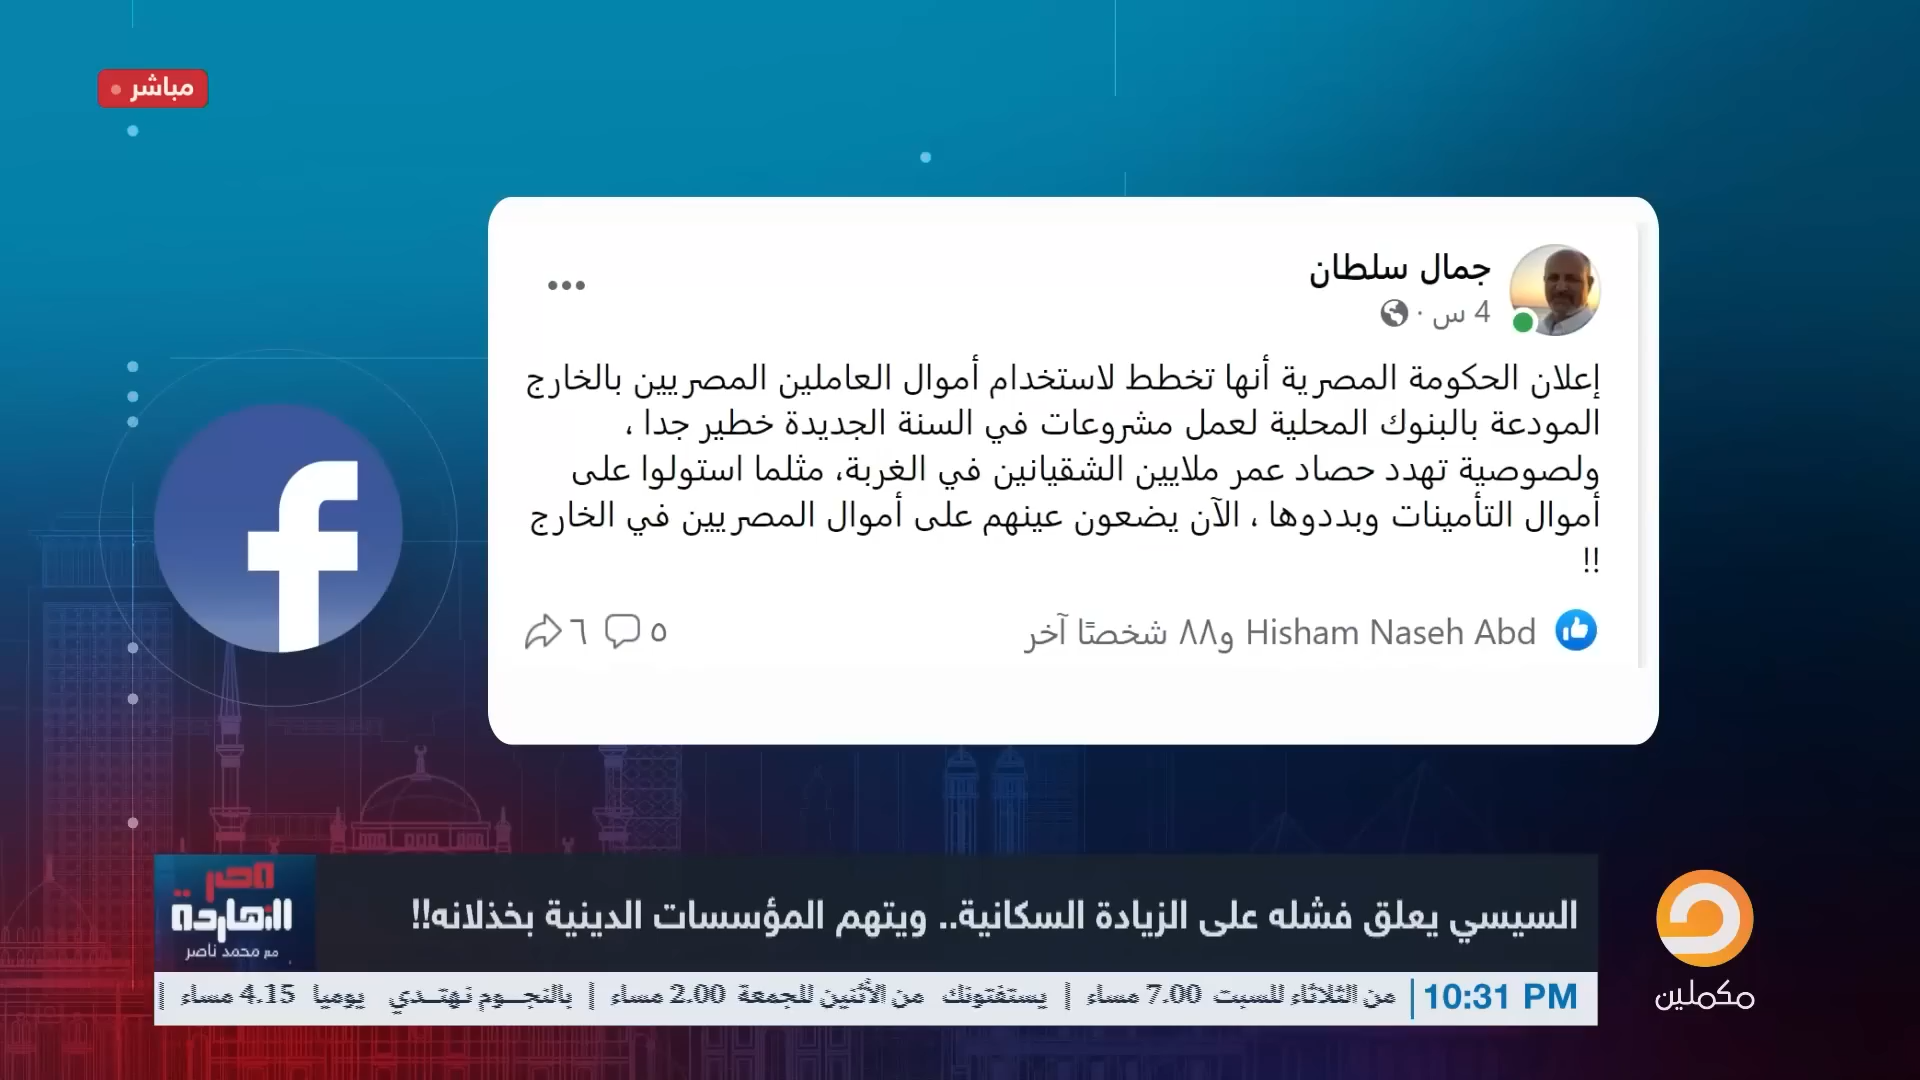 مباشر
جمال سلطان
4 س ·
إعلان الحكومة المصرية أنها تخطط لاستخدام أموال العاملين المصريين بالخارج
المودعة بالبنوك المحلية لعمل مشروعات في السنة الجديدة خطير جدا ،
ولصوصية تهدد حصاد عمر ملايين الشقيانين في الغربة، مثلما استولوا على
أموال التأمينات وبددوها ، الآن يضعون عينهم على أموال المصريين في الخارج
!!
Hisham Naseh Abd و٨٨ شخصًا آخر
٥ ٦
مصر
النهاردة
مع محمد ناصر
السيسي يعلق فشله على الزيادة السكانية.. ويتهم المؤسسات الدينية بخذلانه!!
10:31 PM
من الثلاثاء للسبت 7.00 مساء | يستفتونك من الأثنين للجمعة 2.00 مساء | بالنجوم نهتدي يوميا 4.15 مساء |
مكملين